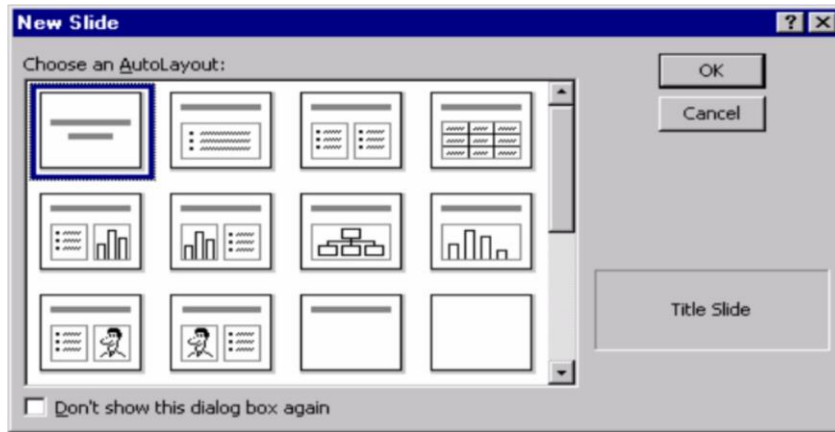 New Slide
Choose an AutoLayout:
OK
Cancel
Title Slide
Don't show this dialog box again